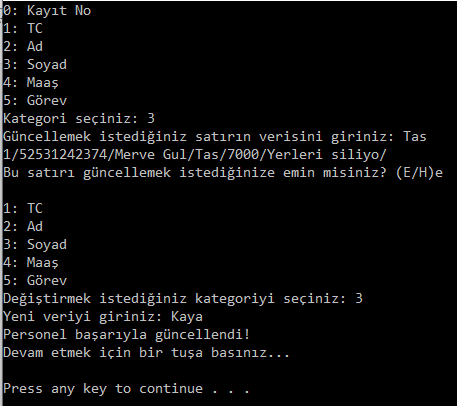 0: Kayıt No
1: TC
2: Ad
3: Soyad
4: Maaş
5: Görev
Kategori seçiniz: 3
Güncellemek istediğiniz satırın verisini giriniz: Tas
1/52531242374/Merve Gul/Tas/7000/Yerleri siliyo/
Bu satırı güncellemek istediğinize emin misiniz? (E/H)e
1: TC
2: Ad
3: Soyad
4: Maaş
5: Görev
Değiştirmek istediğiniz kategoriyi seçiniz: 3
Yeni veriyi giriniz: Kaya
Personel başarıyla güncellendi!
Devam etmek için bir tuşa basınız...
Press any key to continue . . .